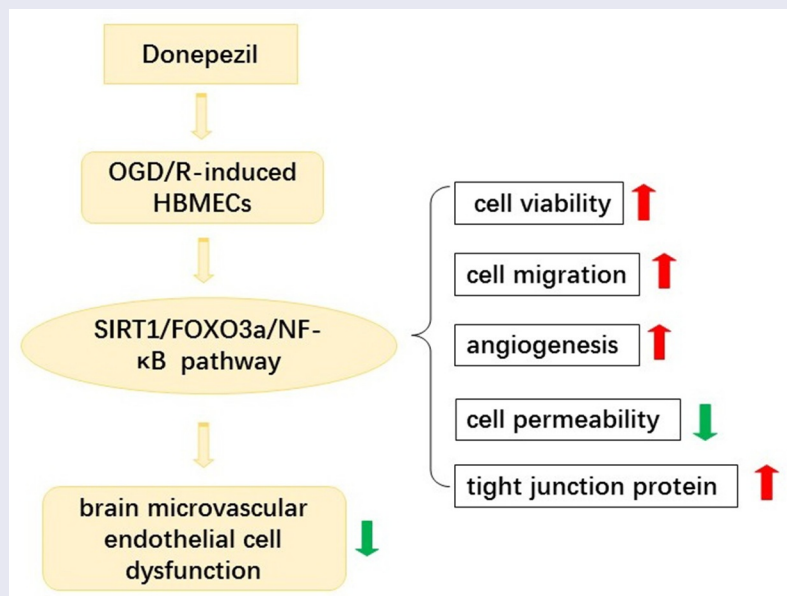 Donepezil
OGD/R-induced
HBMECs
SIRT1/FOXO3a/NF-
κB pathway
brain microvascular
endothelial cell
dysfunction
cell viability
cell migration
angiogenesis
cell permeability
tight junction protein